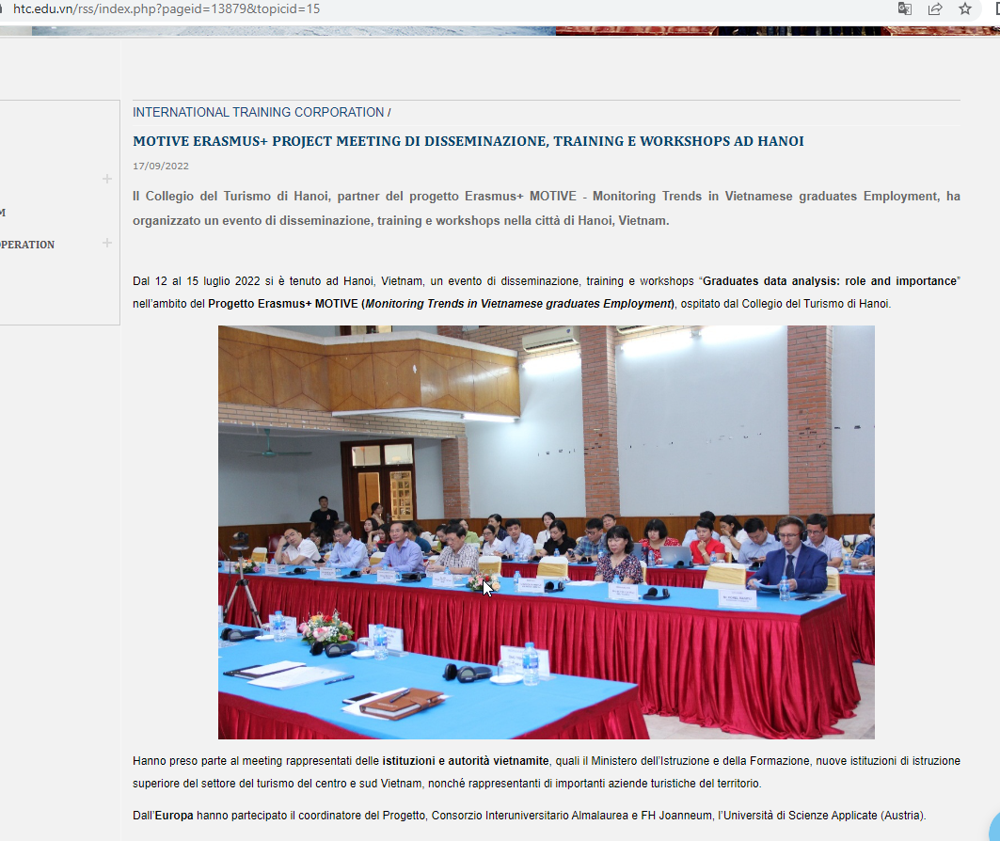 htc.edu.vn/rss/index.php?pageid=13879&topicid=15
INTERNATIONAL TRAINING CORPORATION /
MOTIVE ERASMUS+ PROJECT MEETING DI DISSEMINAZIONE, TRAINING E WORKSHOPS AD HANOI
17/09/2022
M
OPERATION
Il Collegio del Turismo di Hanoi, partner del progetto Erasmus+ MOTIVE - Monitoring Trends in Vietnamese graduates Employment, ha
organizzato un evento di disseminazione, training e workshops nella città di Hanoi, Vietnam.
Dal 12 al 15 luglio 2022 si è tenuto ad Hanoi, Vietnam, un evento di disseminazione, training e workshops “Graduates data analysis: role and importance”
nell’ambito del Progetto Erasmus+ MOTIVE (Monitoring Trends in Vietnamese graduates Employment), ospitato dal Collegio del Turismo di Hanoi.
Hanno preso parte al meeting rappresentati delle istituzioni e autorità vietnamite, quali il Ministero dell’Istruzione e della Formazione, nuove istituzioni di istruzione
superiore del settore del turismo del centro e sud Vietnam, nonché rappresentanti di importanti aziende turistiche del territorio.
Dall’Europa hanno partecipato il coordinatore del Progetto, Consorzio Interuniversitario Almalaurea e FH Joanneum, l’Università di Scienze Applicate (Austria).